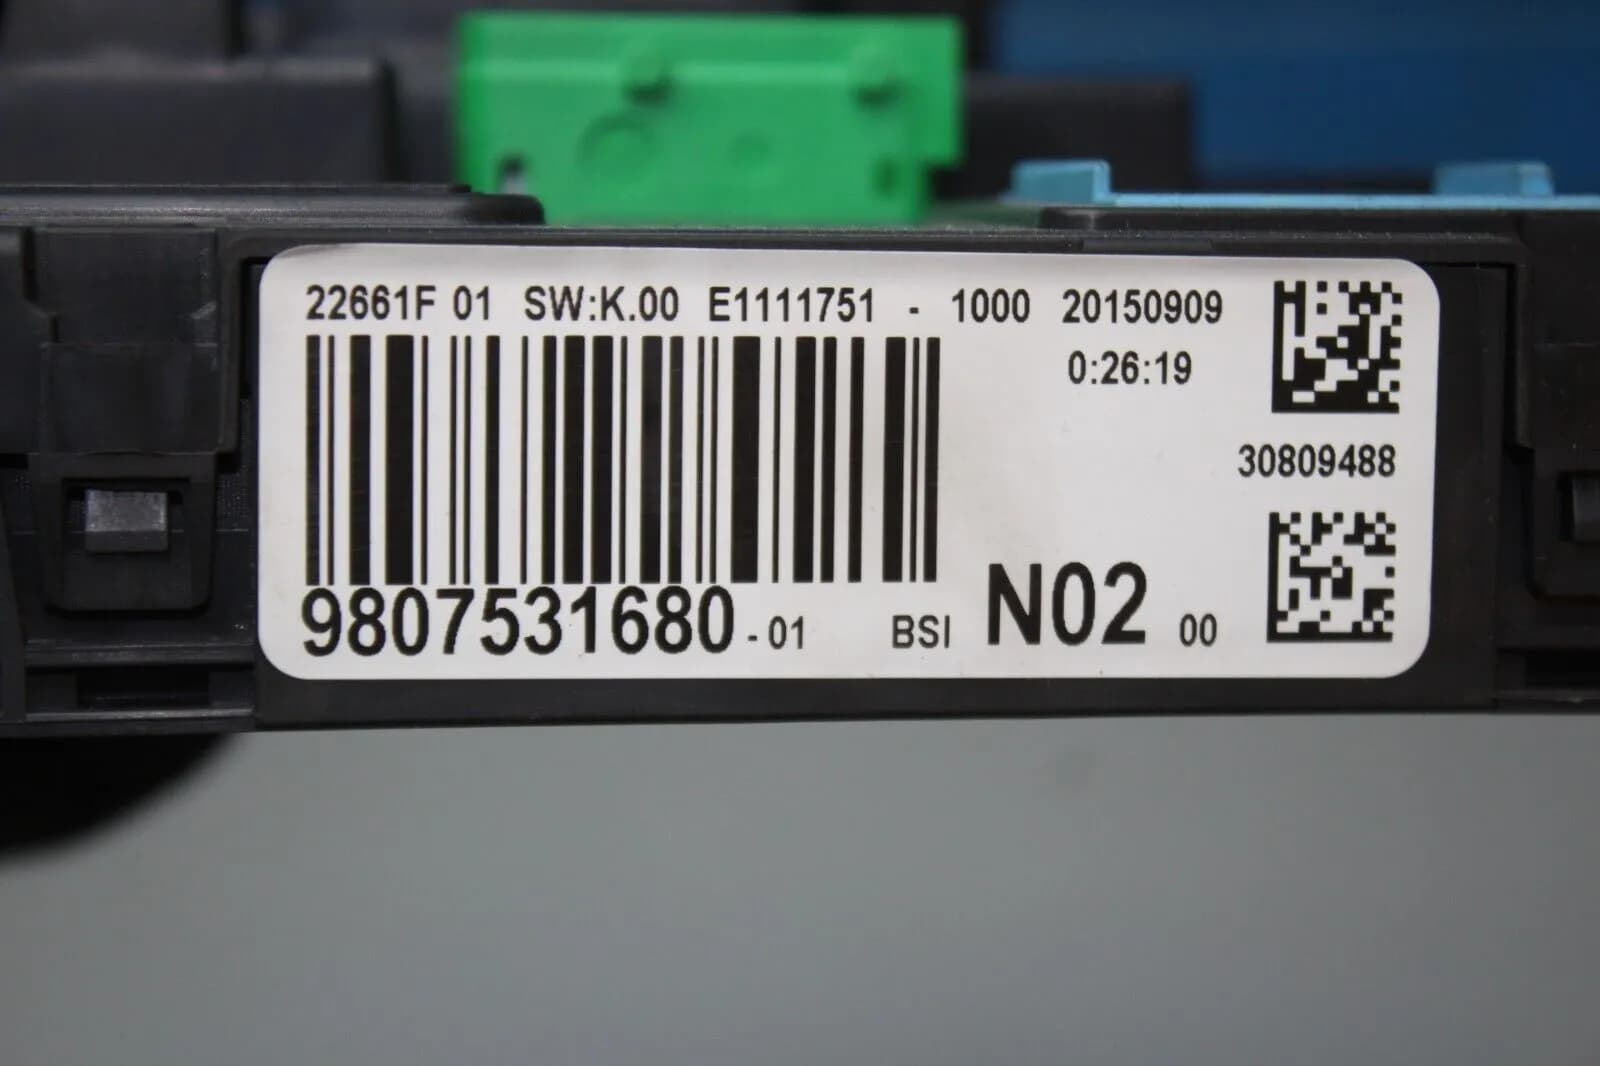 22661F 01 SW:K.00 E1111751 - 1000 20150909
0:26:19
30809488
9807531680 - 01 BSI N02 00